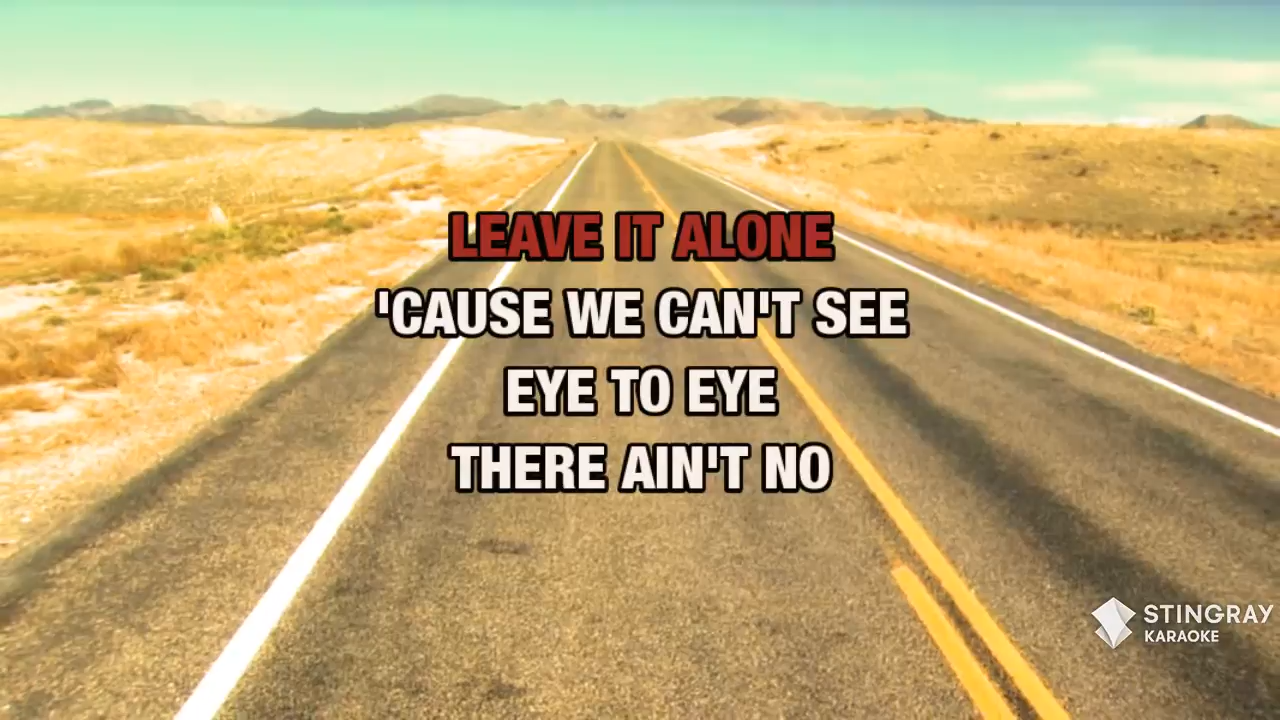 LEAVE IT ALONE
'CAUSE WE CAN'T SEE
EYE TO EYE
THERE AIN'T NO
STINGRAY
KARAOKE